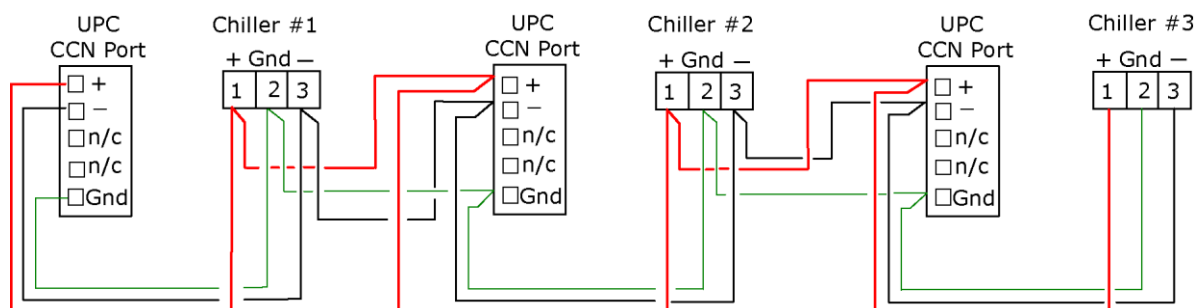 UPC
CCN Port
+
−
n/c
n/c
Gnd
Chiller #1
+ Gnd −
1 2 3
UPC
CCN Port
+
−
n/c
n/c
Gnd
Chiller #2
+ Gnd −
1 2 3
UPC
CCN Port
+
−
n/c
n/c
Gnd
Chiller #3
+ Gnd −
1 2 3